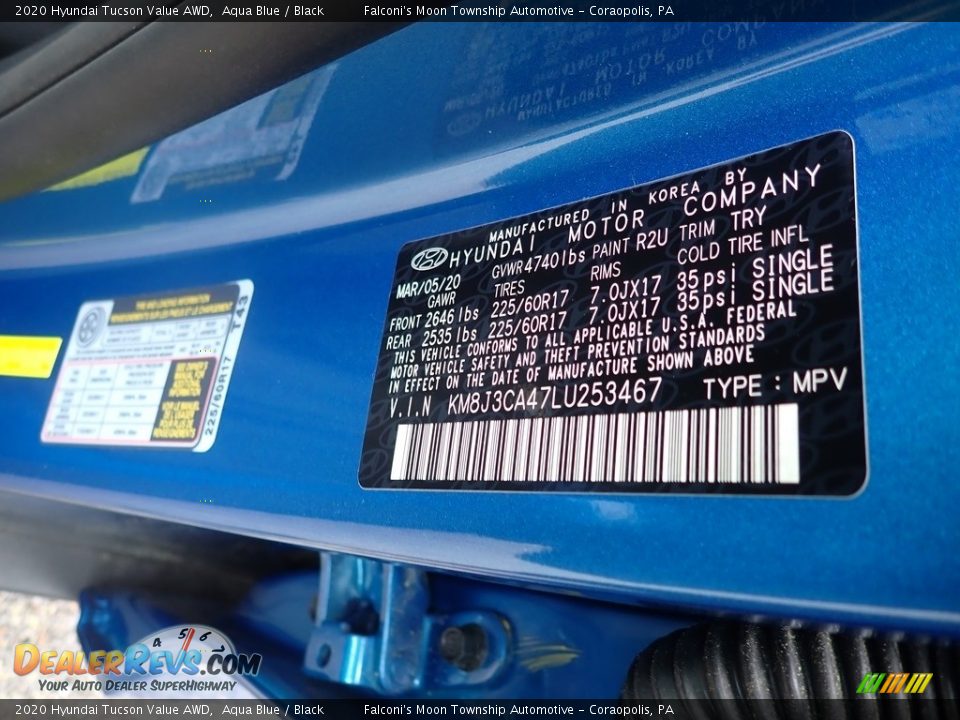 2020 Hyundai Tucson Value AWD, Aqua Blue / Black Falconi's Moon Township Automotive - Coraopolis, PA
MANUFACTURED IN KOREA BY
HYUNDAI MOTOR COMPANY
MAR/05/20 GVWR 4740 lbs PAINT R2U TRIM TRY
GAWR TIRES RIMS COLD TIRE INFL
FRONT 2646 lbs 225/60R17 7.0JX17 35psi SINGLE
REAR 2535 lbs 225/60R17 7.0JX17 35psi SINGLE
THIS VEHICLE CONFORMS TO ALL APPLICABLE U.S.A. FEDERAL
MOTOR VEHICLE SAFETY AND THEFT PREVENTION STANDARDS
IN EFFECT ON THE DATE OF MANUFACTURE SHOWN ABOVE
V.I.N KM8J3CA47LU253467 TYPE : MPV
T43
225/60R17
4 5 6
DealerRevs.com
Your Auto Dealer SuperHighway
2020 Hyundai Tucson Value AWD, Aqua Blue / Black Falconi's Moon Township Automotive - Coraopolis, PA